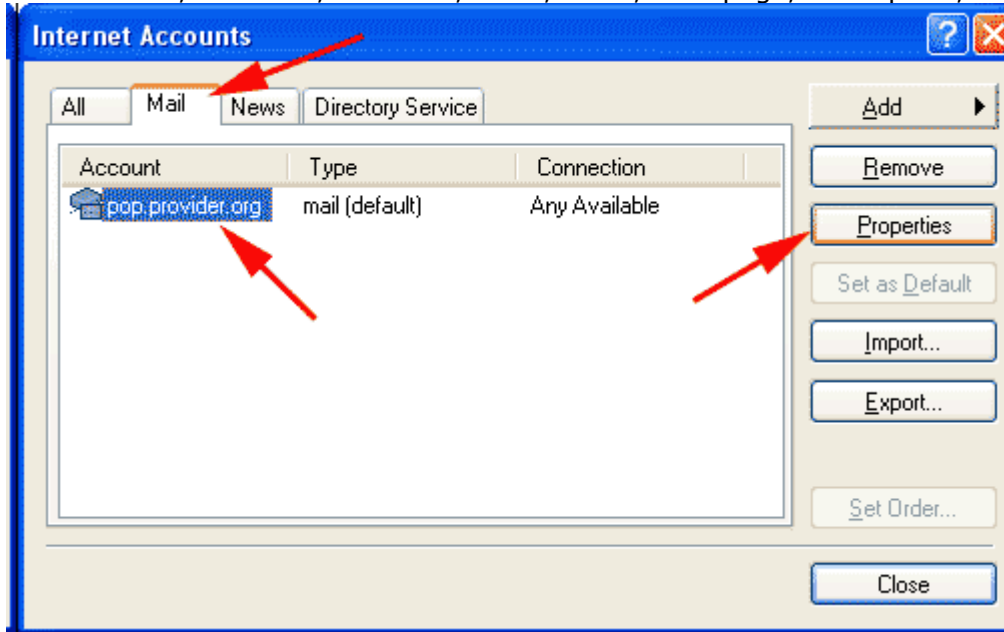 Internet Accounts
All Mail News Directory Service
Add
Account Type Connection
Remove
pop.provider.org mail (default) Any Available
Properties
Set as Default
Import...
Export...
Set Order...
Close